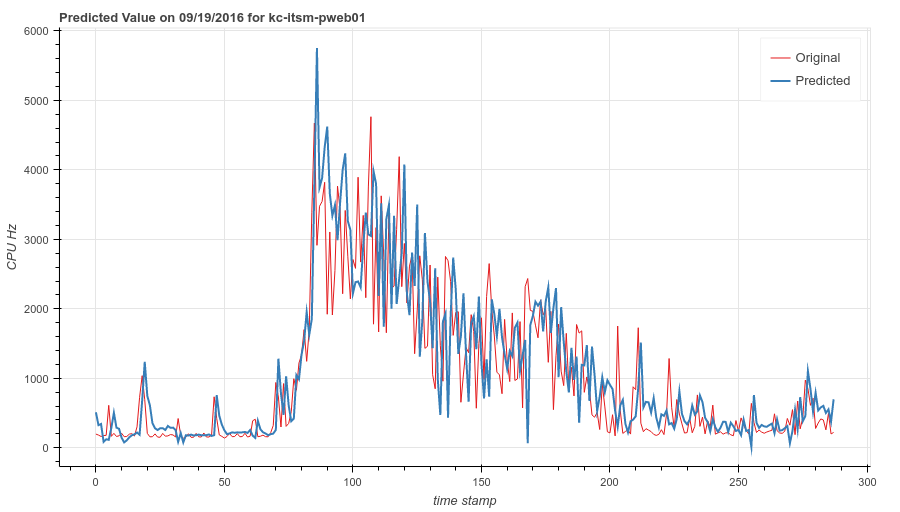 Predicted Value on 09/19/2016 for kc-itsm-pweb01
6000
5000
4000
3000
2000
1000
0
CPU Hz
Original
Predicted
0 50 100 150 200 250 300
time stamp